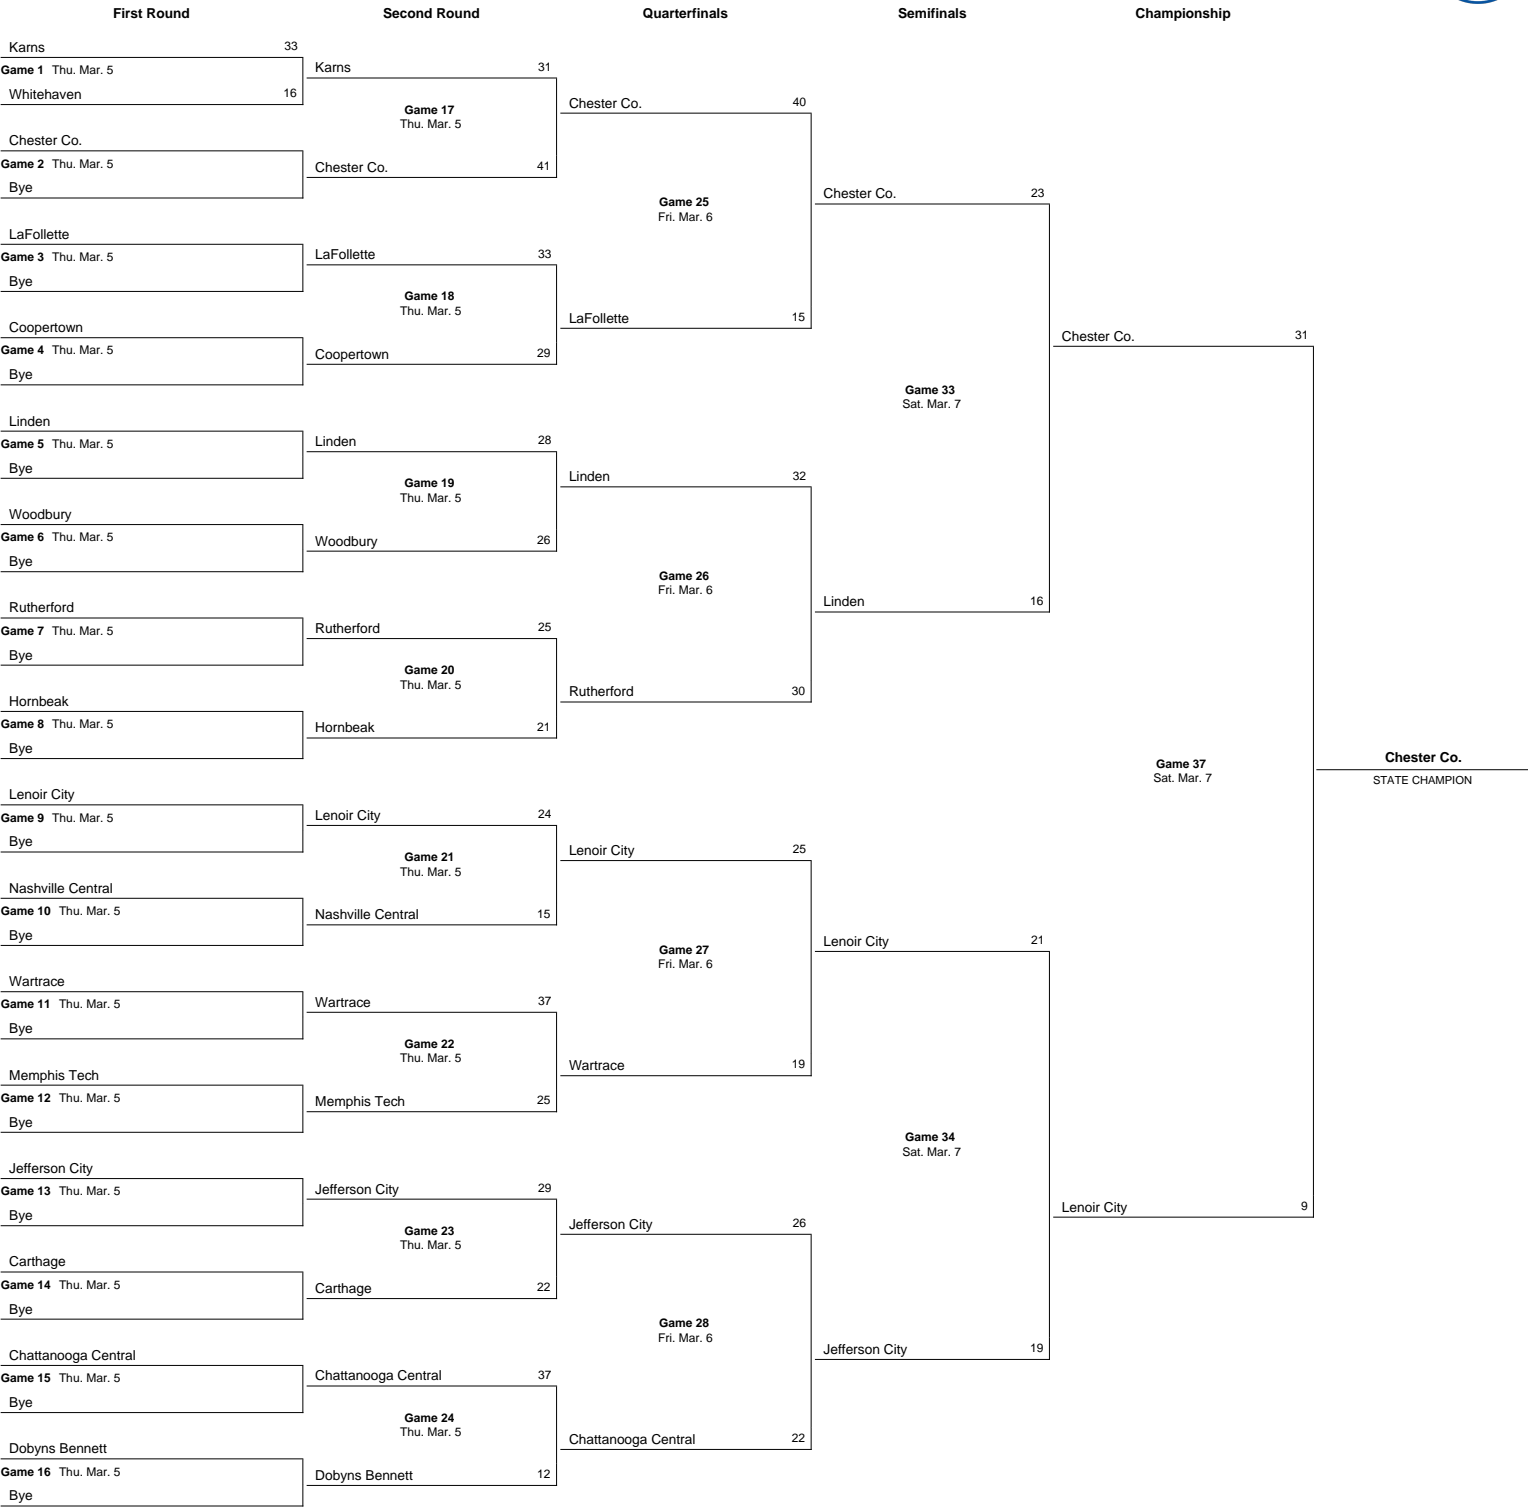 First Round Second Round Quarterfinals Semifinals Championship
Karns 33
Game 1 Thu. Mar. 5
Whitehaven 16
Chester Co.
Game 2 Thu. Mar. 5
Bye
LaFollette
Game 3 Thu. Mar. 5
Bye
Coopertown
Game 4 Thu. Mar. 5
Bye
Linden
Game 5 Thu. Mar. 5
Bye
Woodbury
Game 6 Thu. Mar. 5
Bye
Rutherford
Game 7 Thu. Mar. 5
Bye
Hornbeak
Game 8 Thu. Mar. 5
Bye
Lenoir City
Game 9 Thu. Mar. 5
Bye
Nashville Central
Game 10 Thu. Mar. 5
Bye
Wartrace
Game 11 Thu. Mar. 5
Bye
Memphis Tech
Game 12 Thu. Mar. 5
Bye
Jefferson City
Game 13 Thu. Mar. 5
Bye
Carthage
Game 14 Thu. Mar. 5
Bye
Chattanooga Central
Game 15 Thu. Mar. 5
Bye
Dobyns Bennett
Game 16 Thu. Mar. 5
Bye
Karns 31
Game 17
Thu. Mar. 5
Chester Co. 41
LaFollette 33
Game 18
Thu. Mar. 5
Coopertown 29
Linden 28
Game 19
Thu. Mar. 5
Woodbury 26
Rutherford 25
Game 20
Thu. Mar. 5
Hornbeak 21
Lenoir City 24
Game 21
Thu. Mar. 5
Nashville Central 15
Wartrace 37
Game 22
Thu. Mar. 5
Memphis Tech 25
Jefferson City 29
Game 23
Thu. Mar. 5
Carthage 22
Chattanooga Central 37
Game 24
Thu. Mar. 5
Dobyns Bennett 12
Chester Co. 40
Game 25
Fri. Mar. 6
LaFollette 15
Linden 32
Game 26
Fri. Mar. 6
Rutherford 30
Lenoir City 25
Game 27
Fri. Mar. 6
Wartrace 19
Jefferson City 26
Game 28
Fri. Mar. 6
Chattanooga Central 22
Chester Co. 23
Game 33
Sat. Mar. 7
Linden 16
Lenoir City 21
Game 34
Sat. Mar. 7
Jefferson City 19
Chester Co. 31
Game 37
Sat. Mar. 7
Lenoir City 9
Chester Co.
STATE CHAMPION